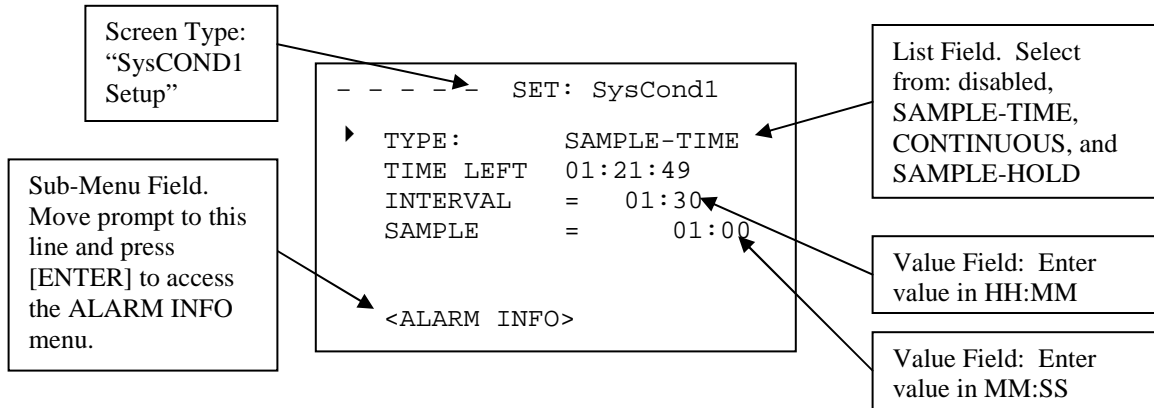 Screen Type:
“SysCOND1
Setup”
Sub-Menu Field.
Move prompt to this
line and press
[ENTER] to access
the ALARM INFO
menu.
– – – – – SET: SysCond1
TYPE: SAMPLE-TIME
TIME LEFT 01:21:49
INTERVAL = 01:30
SAMPLE = 01:00
<ALARM INFO>
List Field. Select
from: disabled,
SAMPLE-TIME,
CONTINUOUS, and
SAMPLE-HOLD
Value Field: Enter
value in HH:MM
Value Field: Enter
value in MM:SS